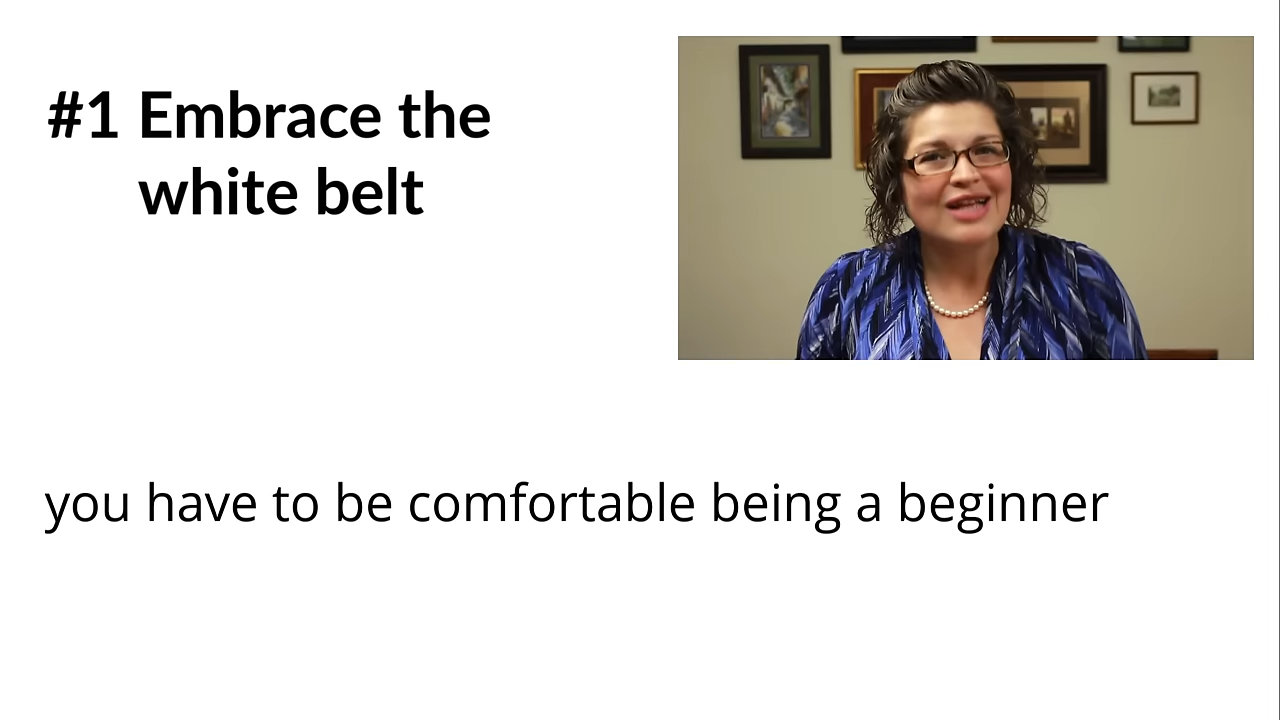 #1 Embrace the
white belt
you have to be comfortable being a beginner